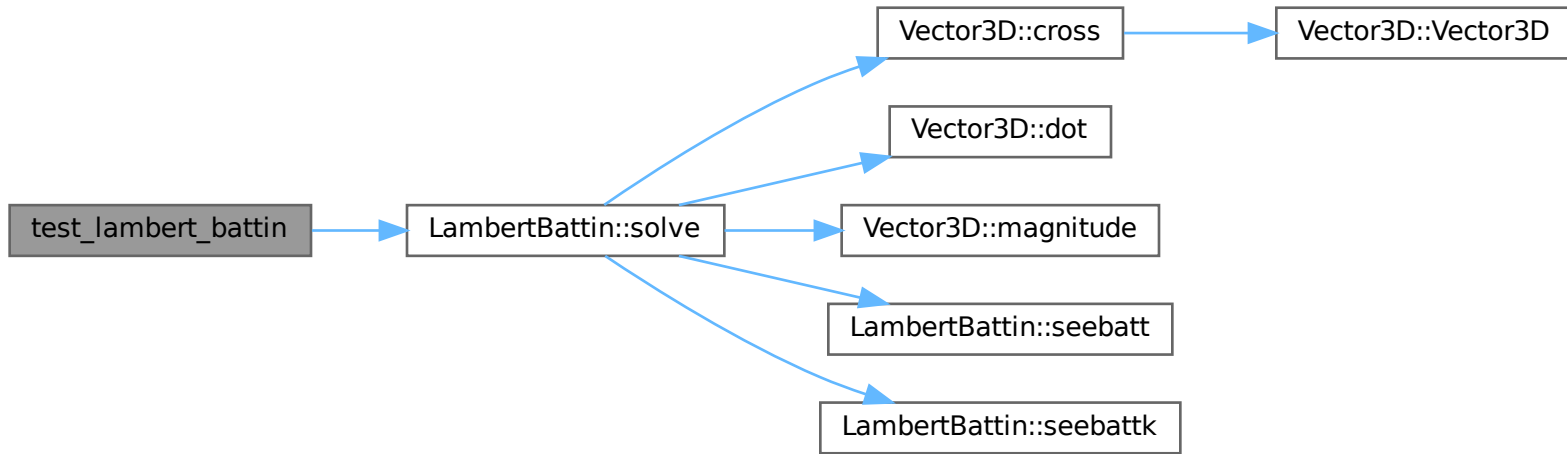 Vector3D::cross
Vector3D::Vector3D
Vector3D::dot
test_lambert_battin
LambertBattin::solve
Vector3D::magnitude
LambertBattin::seebatt
LambertBattin::seebattk